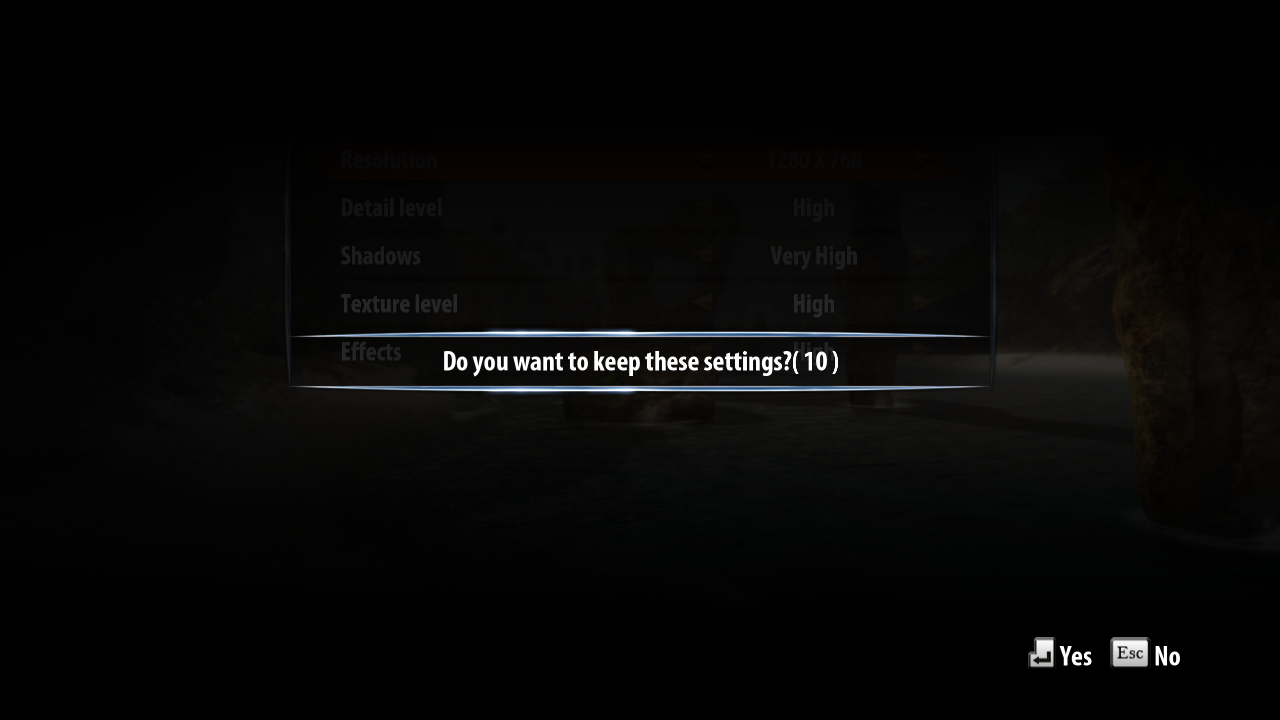 Resolution 1280 X 768
Detail level High
Shadows Very High
Texture level High
Effects High
Do you want to keep these settings?( 10 )
Yes Esc No